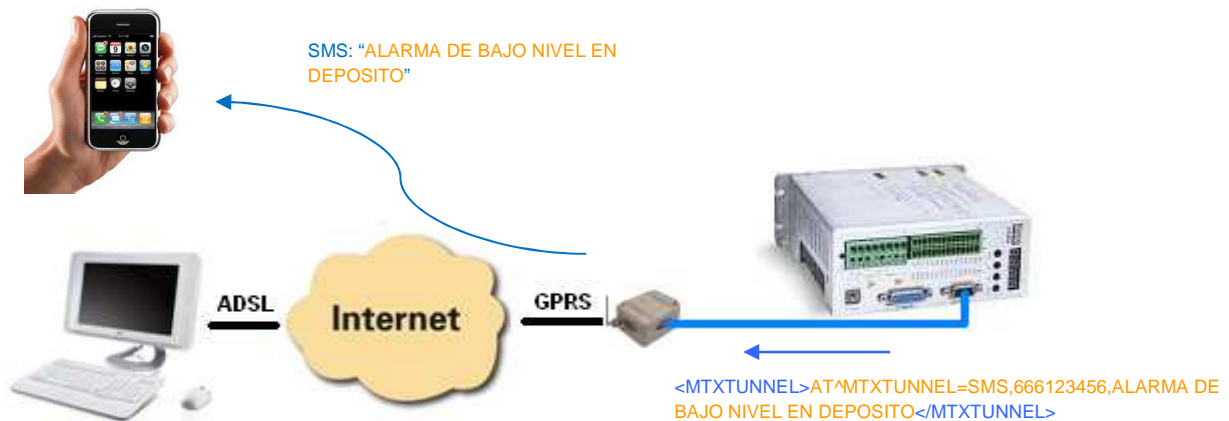 SMS: “ALARMA DE BAJO NIVEL EN
DEPOSITO”
ADSL
Internet
GPRS
<MTXTUNNEL>AT^MTXTUNNEL=SMS,666123456,ALARMA DE
BAJO NIVEL EN DEPOSITO</MTXTUNNEL>